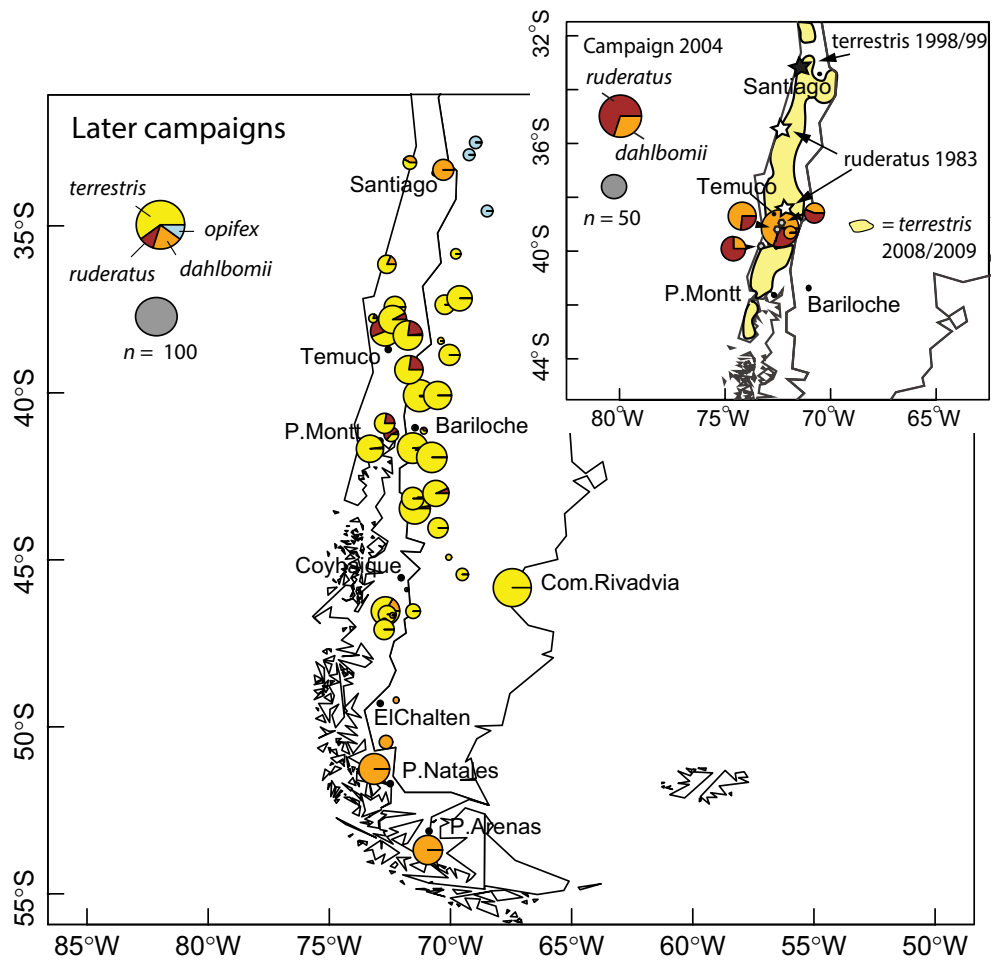 Later campaigns
terrestris
opifex
ruderatus
dahlbomii
n = 100
Santiago
Temuco
P.Montt
Bariloche
Coyhaique
Com.Rivadvia
ElChalten
P.Natales
P.Arenas
35°S
40°S
45°S
50°S
55°S
85°W
80°W
75°W
70°W
65°W
60°W
55°W
50°W
Campaign 2004
ruderatus
dahlbomii
n = 50
terrestris 1998/99
Santiago
ruderatus 1983
Temuco
= terrestris
2008/2009
P.Montt
Bariloche
32°S
36°S
40°S
44°S
80°W
75°W
70°W
65°W